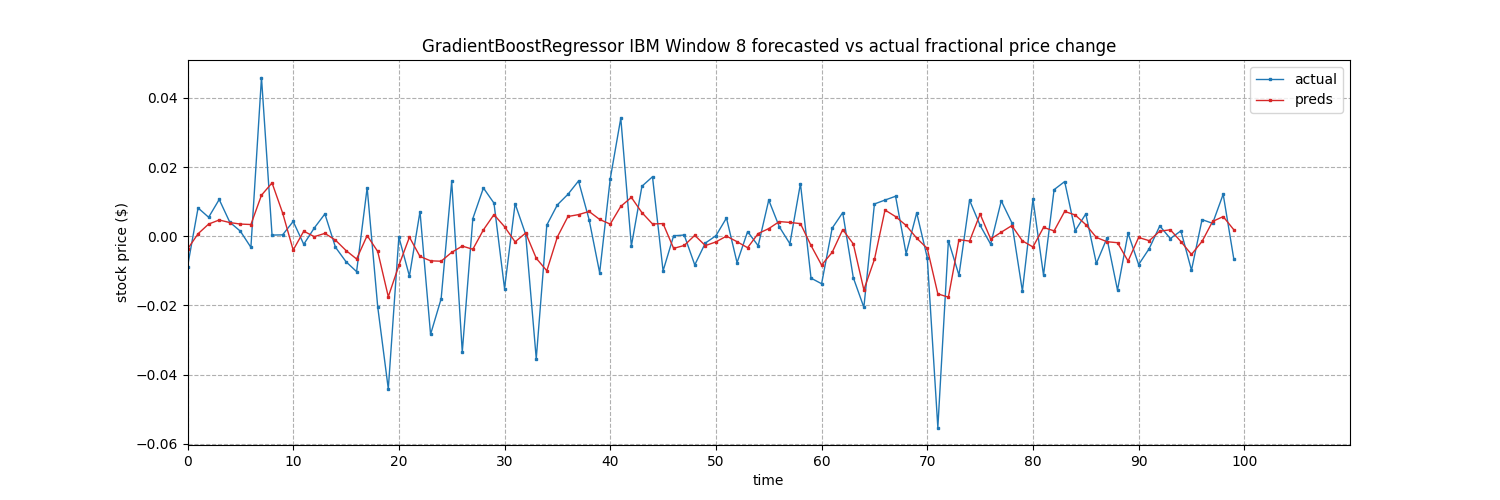 GradientBoostRegressor IBM Window 8 forecasted vs actual fractional price change
actual
preds
stock price ($)
0.04
0.02
0.00
−0.02
−0.04
−0.06
0 10 20 30 40 50 60 70 80 90 100
time